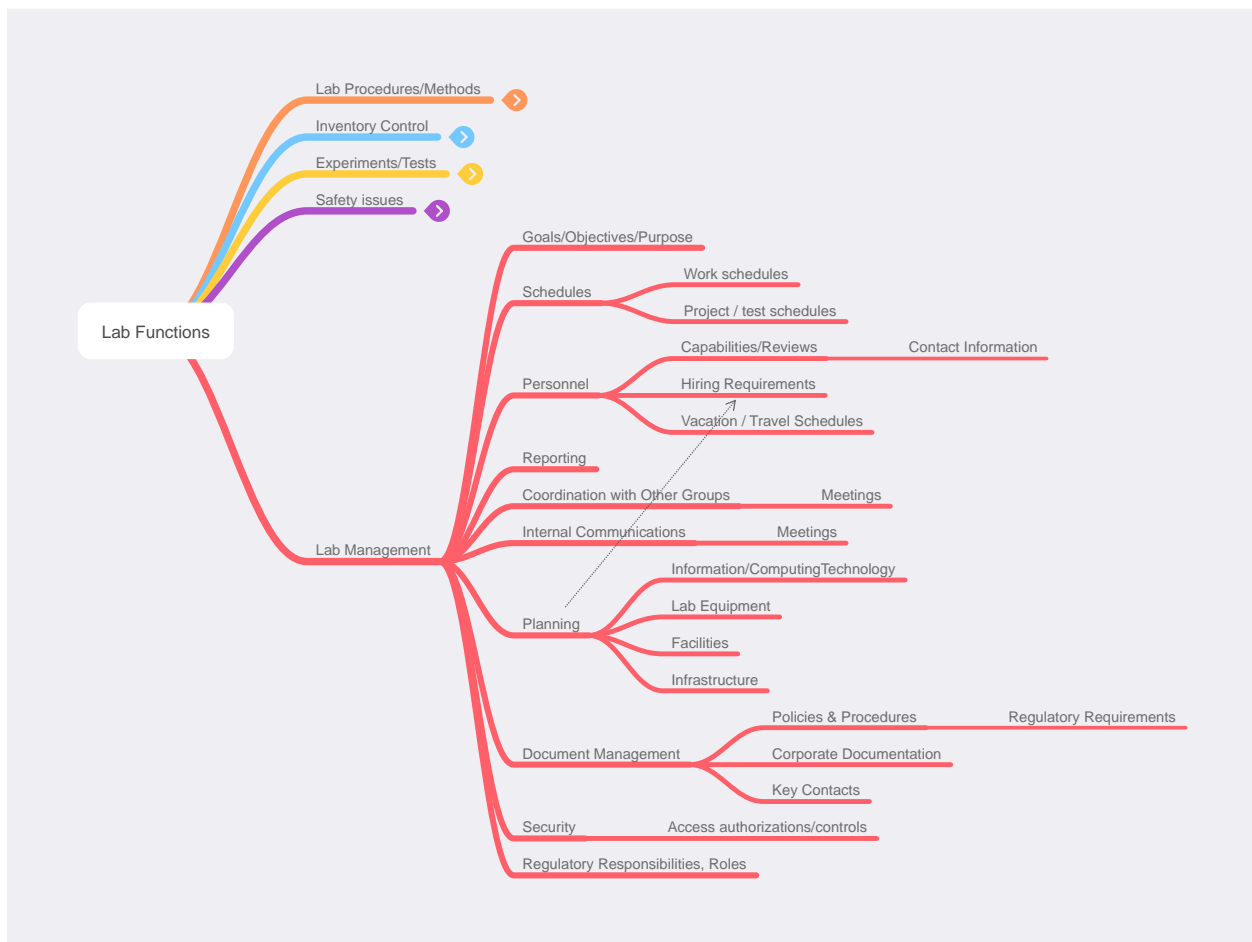 Lab Procedures/Methods
Inventory Control
Experiments/Tests
Safety issues
Lab Functions
Lab Management
Goals/Objectives/Purpose
Schedules
Work schedules
Project / test schedules
Personnel
Capabilities/Reviews
Contact Information
Hiring Requirements
Vacation / Travel Schedules
Reporting
Coordination with Other Groups
Meetings
Internal Communications
Meetings
Planning
Information/ComputingTechnology
Lab Equipment
Facilities
Infrastructure
Document Management
Policies & Procedures
Regulatory Requirements
Corporate Documentation
Key Contacts
Security
Access authorizations/controls
Regulatory Responsibilities, Roles